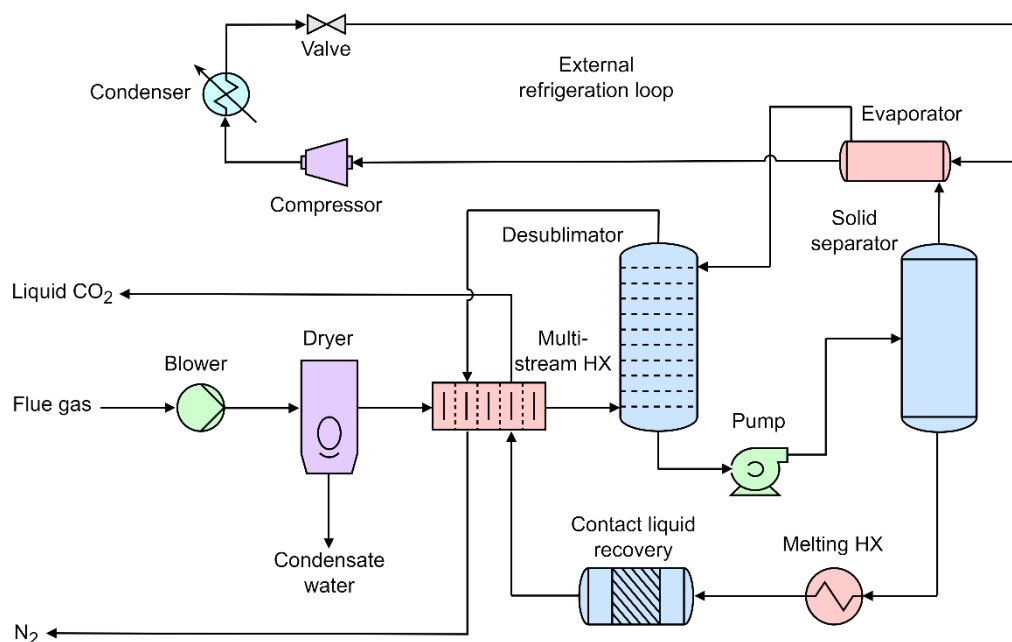 Valve
External
refrigeration loop
Condenser
Evaporator
Compressor
Solid
separator
Desublimator
Liquid CO₂
Dryer
Multi-
stream HX
Blower
Flue gas
Pump
Contact liquid
recovery
Melting HX
Condensate
water
N₂